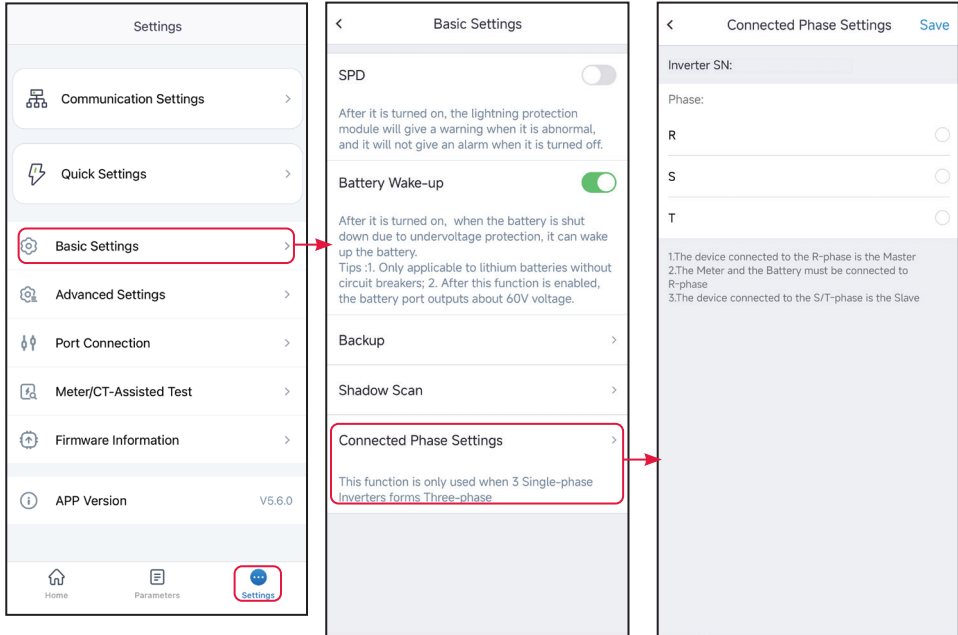 Settings
Communication Settings
Quick Settings
Basic Settings
Advanced Settings
Port Connection
Meter/CT-Assisted Test
Firmware Information
APP Version V5.6.0
Home Parameters Settings
Basic Settings
SPD
After it is turned on, the lightning protection
module will give a warning when it is abnormal,
and it will not give an alarm when it is turned off.
Battery Wake-up
After it is turned on, when the battery is shut
down due to undervoltage protection, it can wake
up the battery.
Tips :1. Only applicable to lithium batteries without
circuit breakers; 2. After this function is enabled,
the battery port outputs about 60V voltage.
Backup
Shadow Scan
Connected Phase Settings
This function is only used when 3 Single-phase
Inverters forms Three-phase
Connected Phase Settings Save
Inverter SN:
Phase:
R
S
T
1.The device connected to the R-phase is the Master
2.The Meter and the Battery must be connected to
R-phase
3.The device connected to the S/T-phase is the Slave